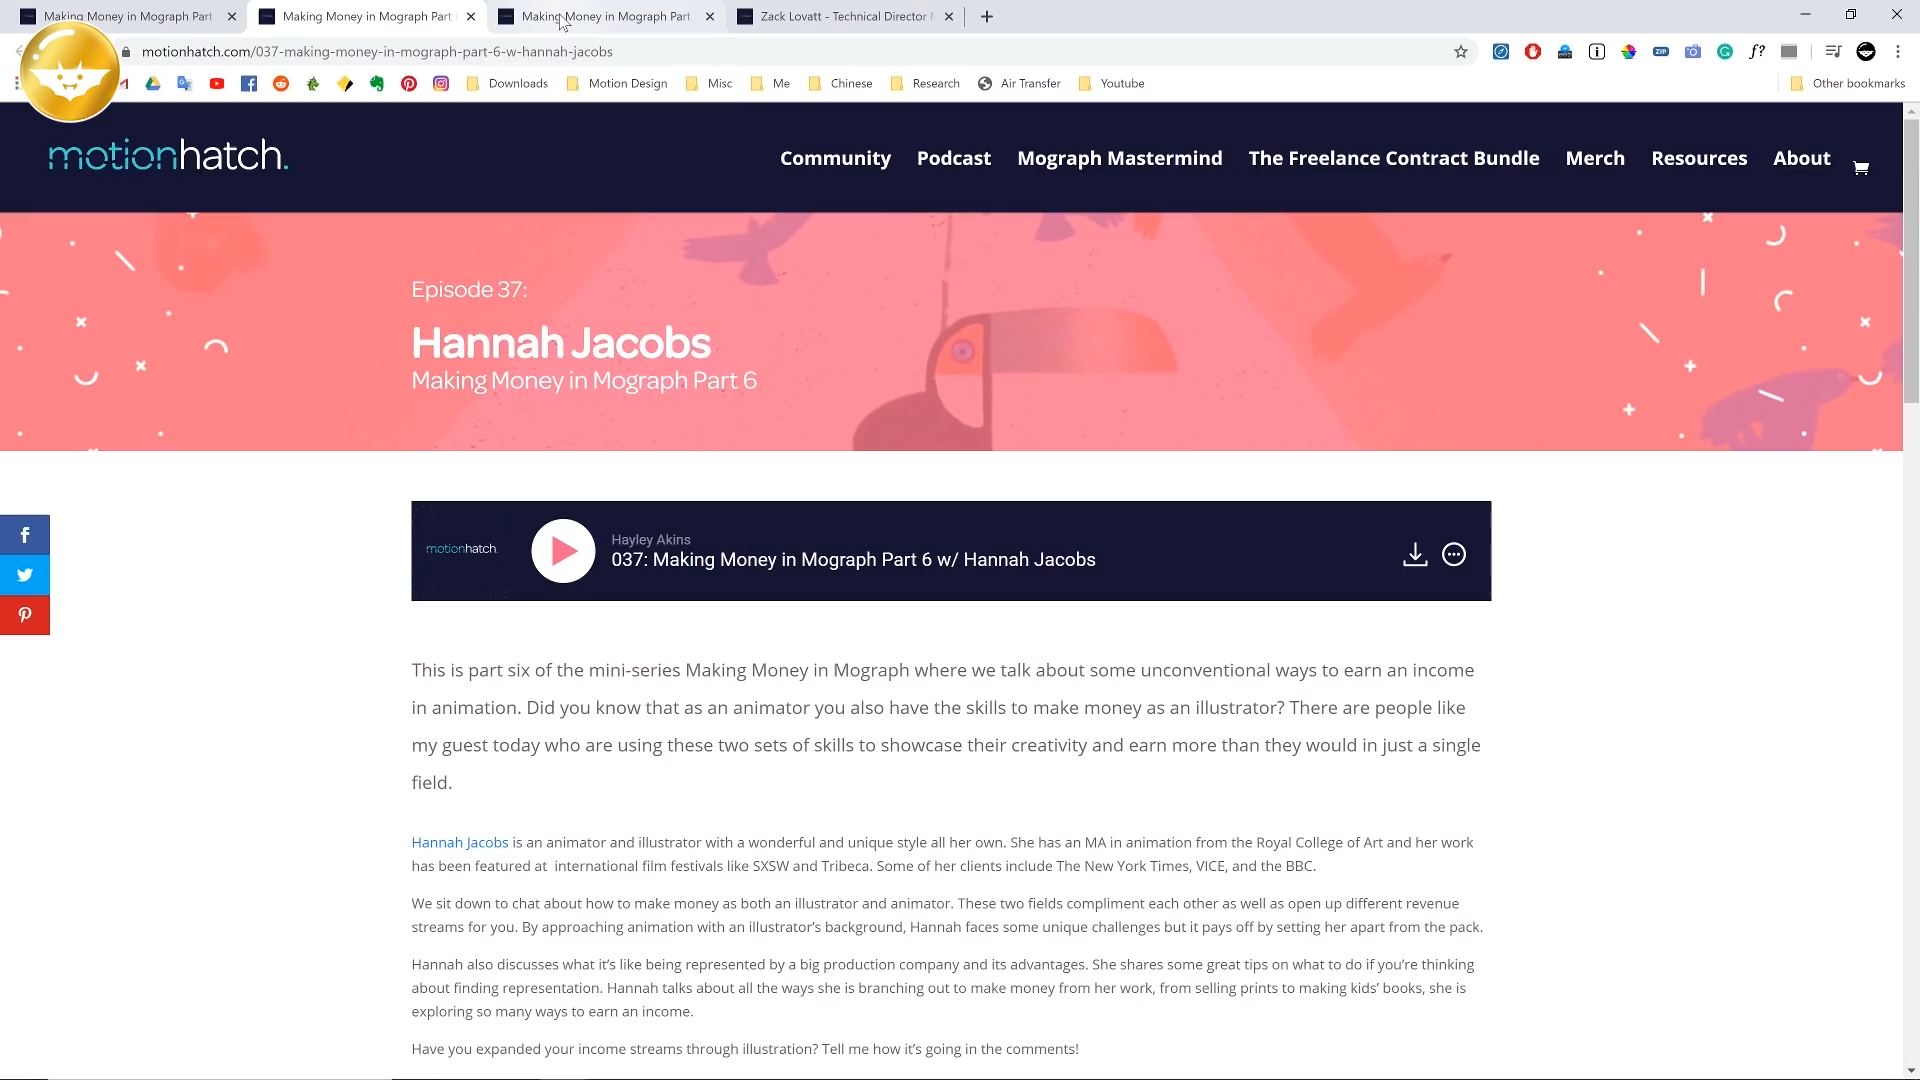 Making Money in Mograph Part
Making Money in Mograph Part
Making Money in Mograph Part
Zack Lovatt - Technical Director
motionhatch.com/037-making-money-in-mograph-part-6-w-hannah-jacobs
Downloads
Motion Design
Misc
Me
Chinese
Research
Air Transfer
Youtube
Other bookmarks
motionhatch.
Community
Podcast
Mograph Mastermind
The Freelance Contract Bundle
Merch
Resources
About
Episode 37:
Hannah Jacobs
Making Money in Mograph Part 6
motionhatch.
Hayley Akins
037: Making Money in Mograph Part 6 w/ Hannah Jacobs
This is part six of the mini-series Making Money in Mograph where we talk about some unconventional ways to earn an income
in animation. Did you know that as an animator you also have the skills to make money as an illustrator? There are people like
my guest today who are using these two sets of skills to showcase their creativity and earn more than they would in just a single
field.
Hannah Jacobs is an animator and illustrator with a wonderful and unique style all her own. She has an MA in animation from the Royal College of Art and her work
has been featured at international film festivals like SXSW and Tribeca. Some of her clients include The New York Times, VICE, and the BBC.
We sit down to chat about how to make money as both an illustrator and animator. These two fields compliment each other as well as open up different revenue
streams for you. By approaching animation with an illustrator's background, Hannah faces some unique challenges but it pays off by setting her apart from the pack.
Hannah also discusses what it's like being represented by a big production company and its advantages. She shares some great tips on what to do if you're thinking
about finding representation. Hannah talks about all the ways she is branching out to make money from her work, from selling prints to making kids' books, she is
exploring so many ways to earn an income.
Have you expanded your income streams through illustration? Tell me how it's going in the comments!